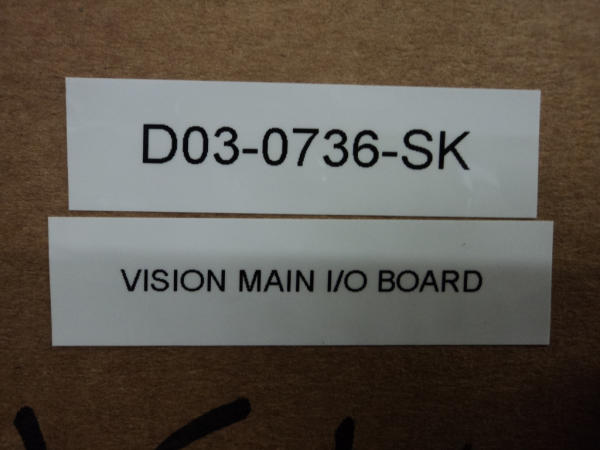 D03-0736-SK
VISION MAIN I/O BOARD